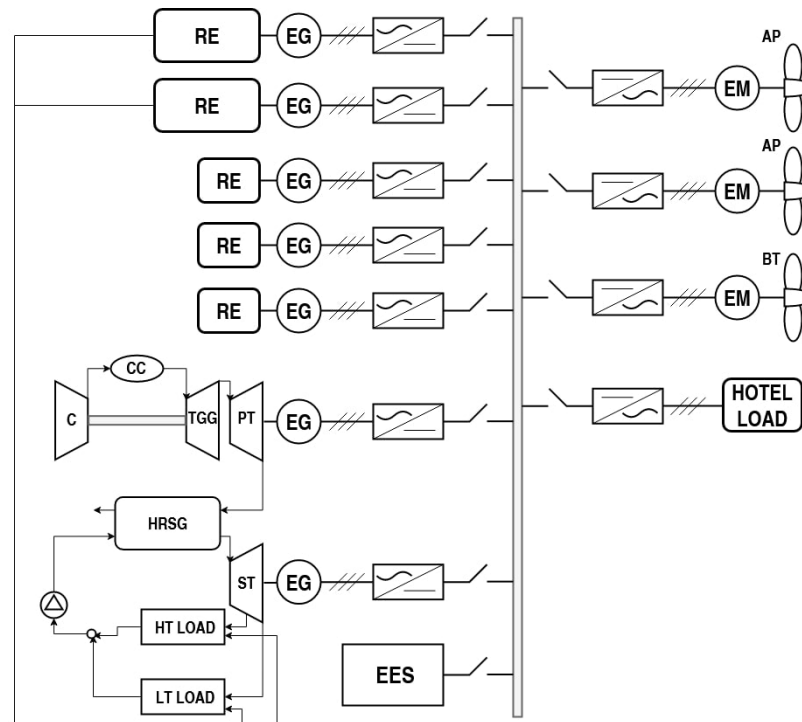 RE EG
RE EG
RE EG
RE EG
RE EG
AP
EM
AP
EM
BT
EM
HOTEL
LOAD
CC
C TGG PT EG
HRSG
ST EG
HT LOAD
LT LOAD
EES